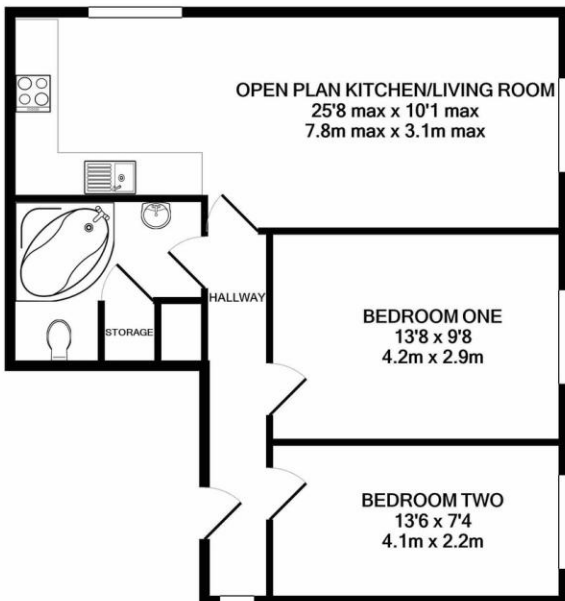 OPEN PLAN KITCHEN/LIVING ROOM
25'8 max x 10'1 max
7.8m max x 3.1m max
HALLWAY
STORAGE
BEDROOM ONE
13'8 x 9'8
4.2m x 2.9m
BEDROOM TWO
13'6 x 7'4
4.1m x 2.2m